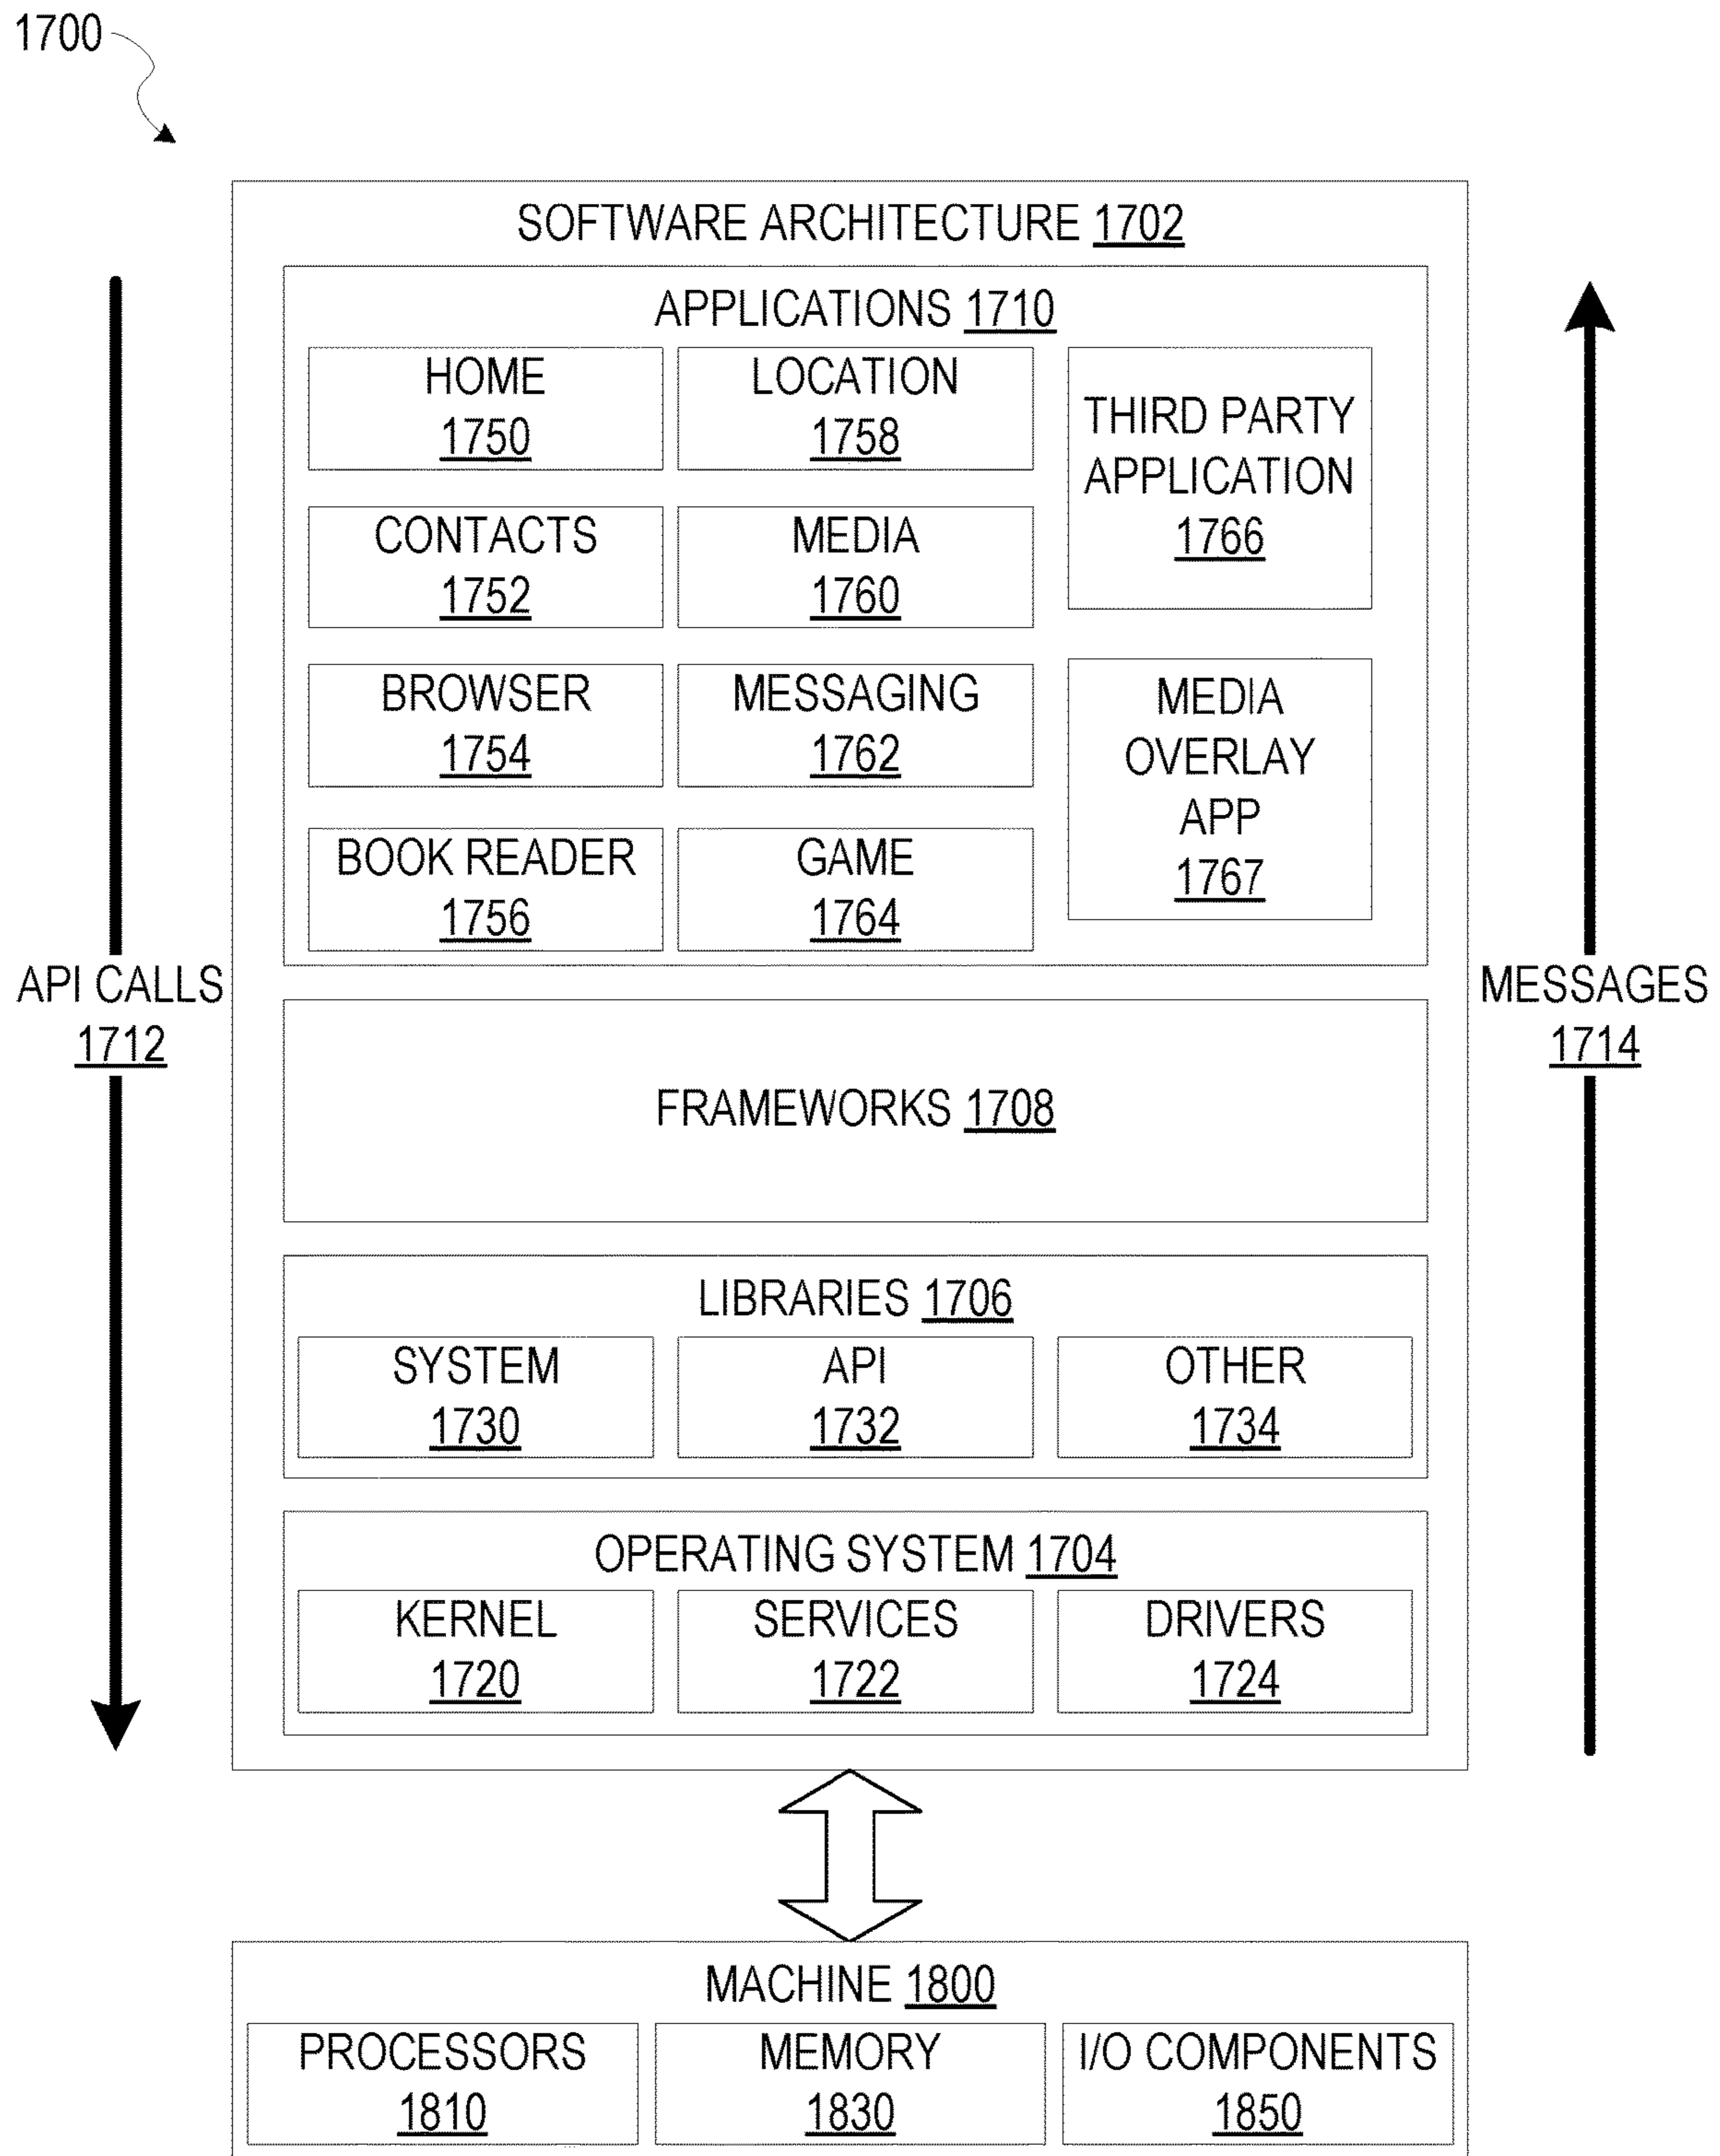 1700
SOFTWARE ARCHITECTURE 1702
APPLICATIONS 1710
HOME
1750
LOCATION
1758
THIRD PARTY
APPLICATION
1766
CONTACTS
1752
MEDIA
1760
BROWSER
1754
MESSAGING
1762
MEDIA
OVERLAY
APP
1767
BOOK READER
1756
GAME
1764
API CALLS
1712
MESSAGES
1714
FRAMEWORKS 1708
LIBRARIES 1706
SYSTEM
1730
API
1732
OTHER
1734
OPERATING SYSTEM 1704
KERNEL
1720
SERVICES
1722
DRIVERS
1724
MACHINE 1800
PROCESSORS
1810
MEMORY
1830
I/O COMPONENTS
1850